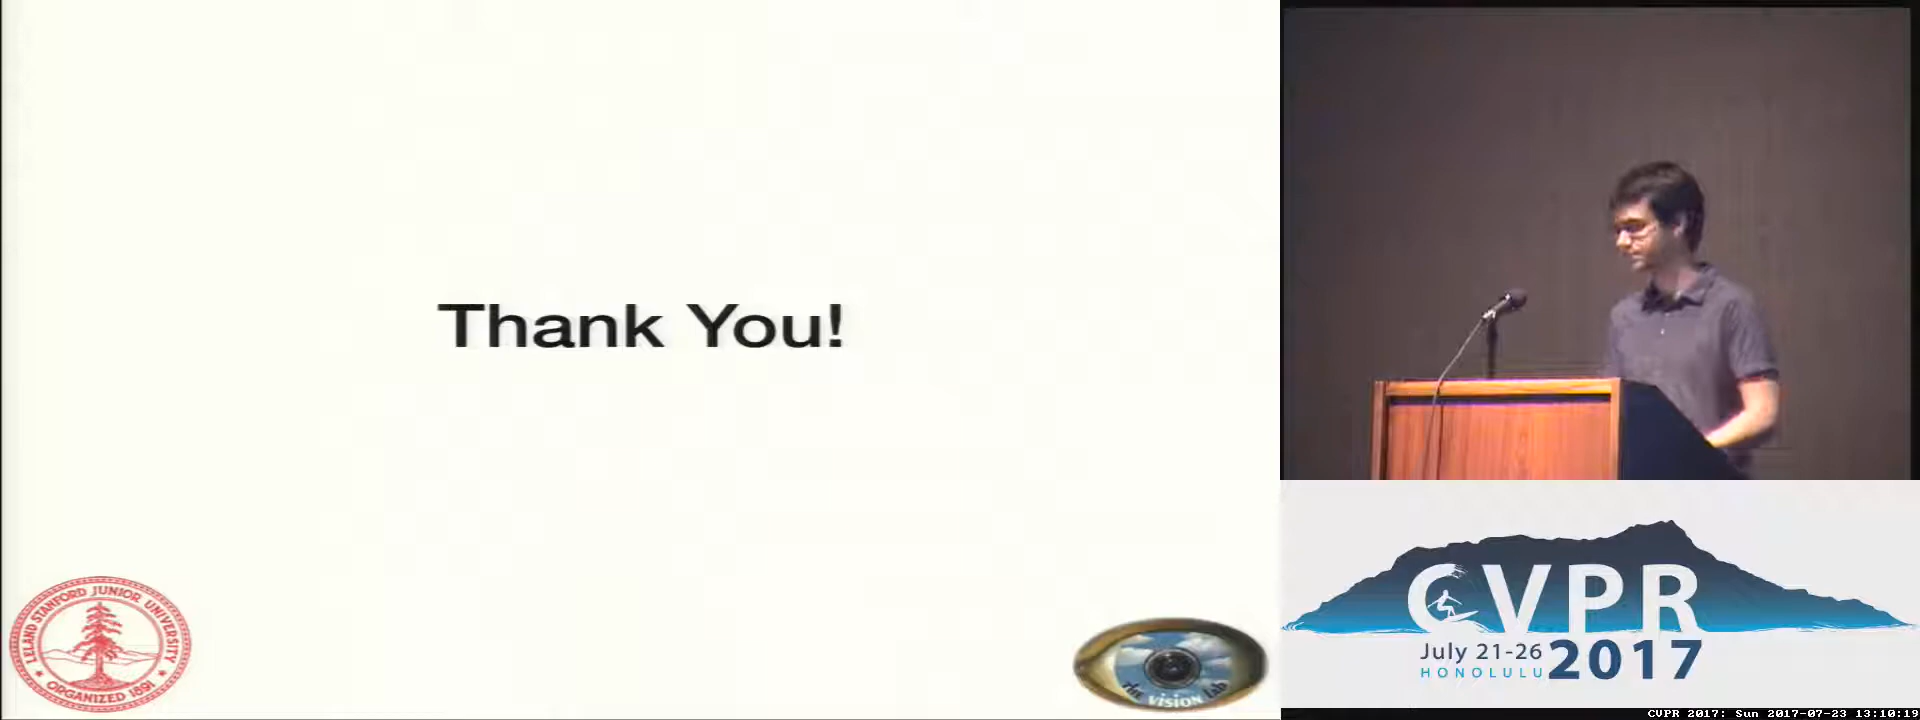 Thank You!
LELAND STANFORD JUNIOR UNIVERSITY
ORGANIZED 1891
the vision lab
CVPR
July 21-26
HONOLULU
2017
CVPR 2017: Sun 2017-07-23 13:10:19